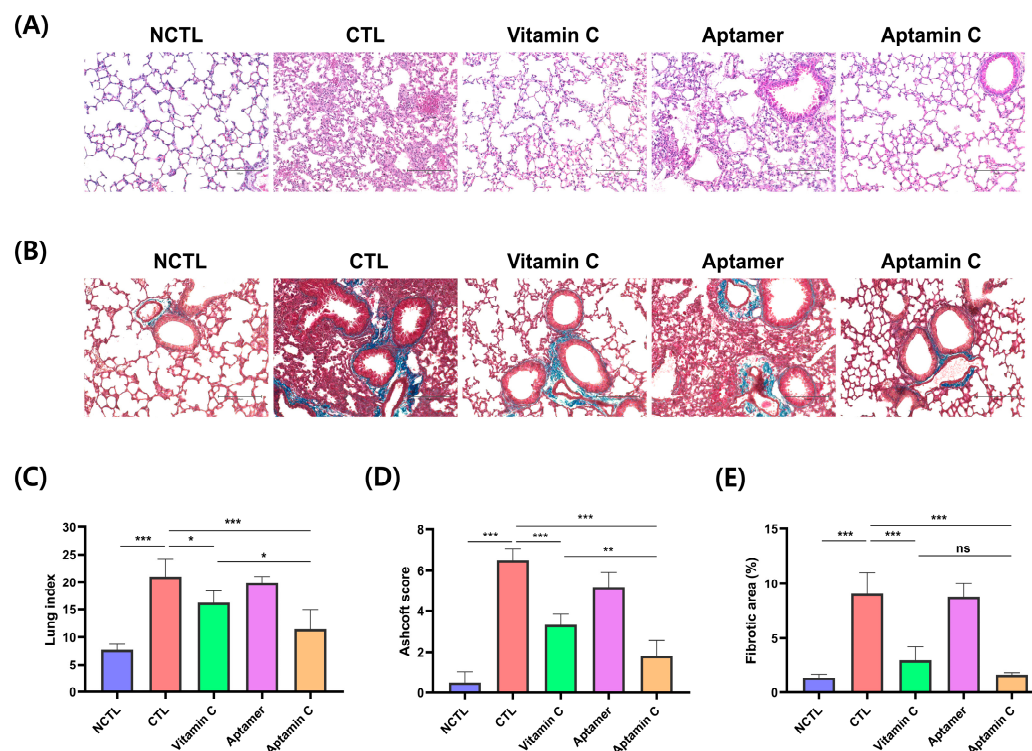 (A)
NCTL CTL Vitamin C Aptamer Aptamin C
(B)
NCTL CTL Vitamin C Aptamer Aptamin C
(C)
Lung index
30
25
20
15
10
5
0
*** * *** *
NCTL CTL Vitamin C Aptamer Aptamin C
(D)
Ashcoft score
8
6
4
2
0
*** *** *** **
NCTL CTL Vitamin C Aptamer Aptamin C
(E)
Fibrotic area (%)
15
10
5
0
*** *** *** ns
NCTL CTL Vitamin C Aptamer Aptamin C